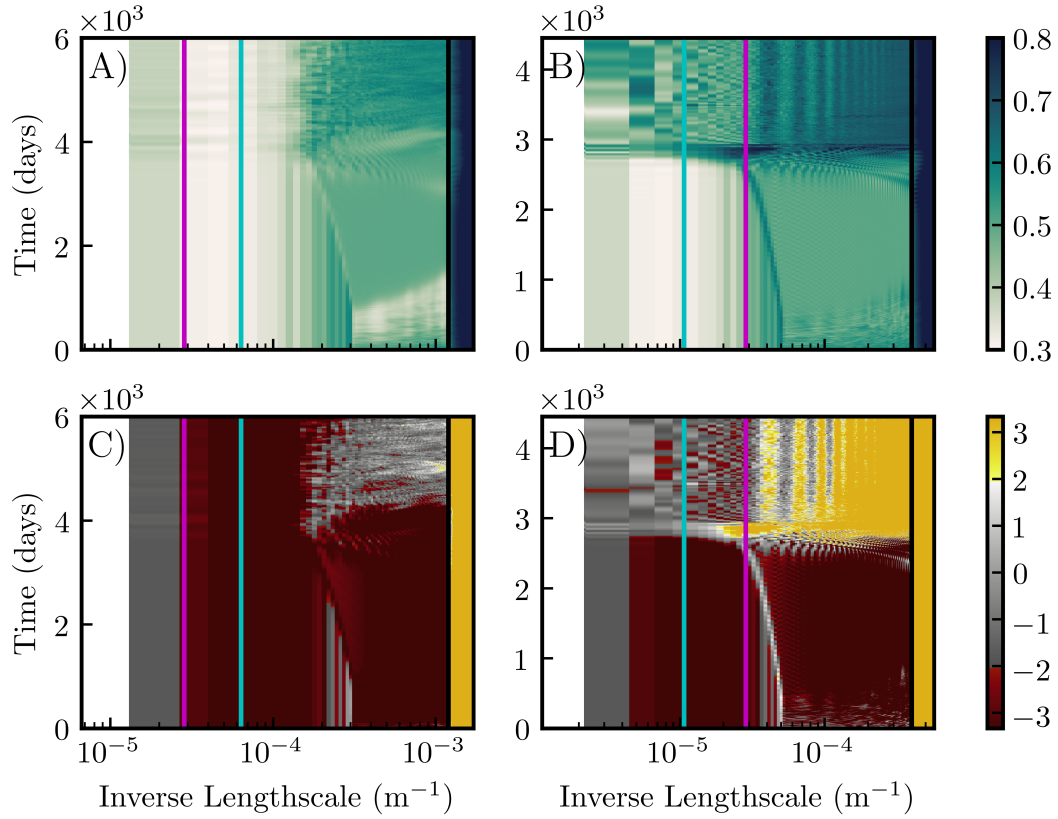 ×10³ ×10³
A) B)
6 4 2 0
Time (days)
4 3 2 1 0
0.8 0.7 0.6 0.5 0.4 0.3
×10³ ×10³
C) D)
6 4 2 0
Time (days)
4 3 2 1 0
3 2 1 0 −1 −2 −3
10⁻⁵ 10⁻⁴ 10⁻³ 10⁻⁵ 10⁻⁴
Inverse Lengthscale (m⁻¹) Inverse Lengthscale (m⁻¹)